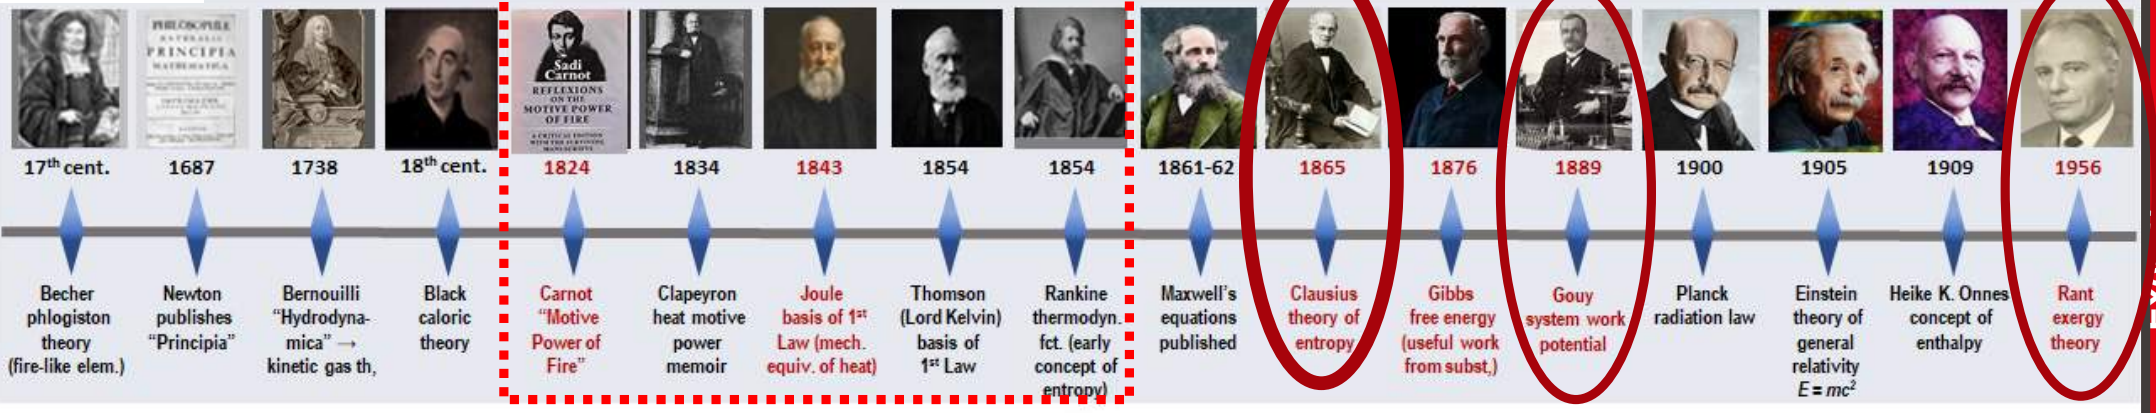 PHILOSOPHIÆ
NATURALIS
PRINCIPIA
MATHEMATICA
Sadi
Carnot
REFLEXIONS
ON THE
MOTIVE POWER
OF FIRE
A CRITICAL EDITION
WITH THE SURVIVING
MANUSCRIPTS
17th cent.
1687
1738
18th cent.
1824
1834
1843
1854
1854
1861-62
1865
1876
1889
1900
1905
1909
1956
Becher
phlogiston
theory
(fire-like elem.)
Newton
publishes
“Principia”
Bernouilli
“Hydrodyna-
mica” →
kinetic gas th,
Black
caloric
theory
Carnot
“Motive
Power of
Fire”
Clapeyron
heat motive
power
memoir
Joule
basis of 1st
Law (mech.
equiv. of heat)
Thomson
(Lord Kelvin)
basis of
1st Law
Rankine
thermodyn.
fct. (early
concept of
entropy)
Maxwell’s
equations
published
Clausius
theory of
entropy
Gibbs
free energy
(useful work
from subst,)
Gouy
system work
potential
Planck
radiation law
Einstein
theory of
general
relativity
E = mc²
Heike K. Onnes
concept of
enthalpy
Rant
exergy
theory